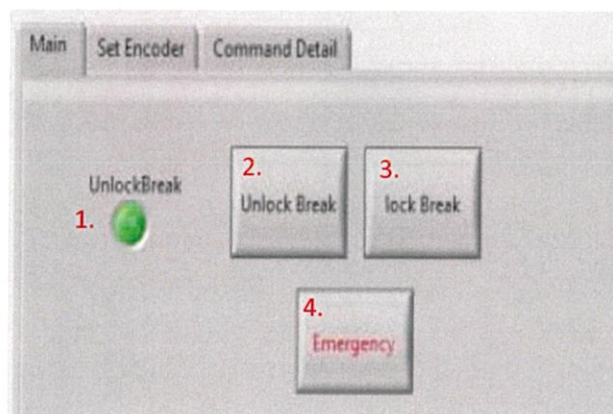 Main Set Encoder Command Detail
UnlockBreak
1.
2.
Unlock Break
3.
lock Break
4.
Emergency